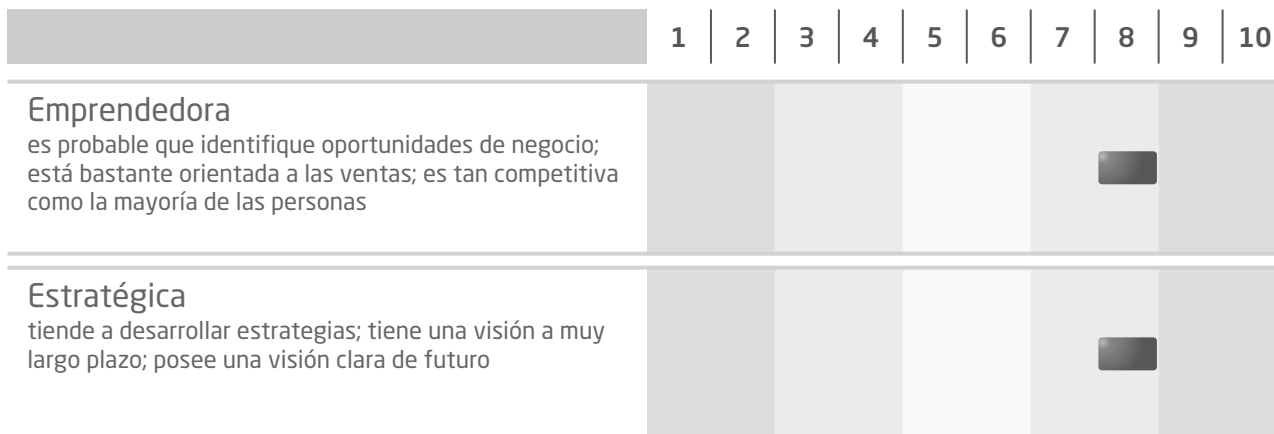 1 2 3 4 5 6 7 8 9 10
Emprendedora
es probable que identifique oportunidades de negocio;
está bastante orientada a las ventas; es tan competitiva
como la mayoría de las personas
Estratégica
tiende a desarrollar estrategias; tiene una visión a muy
largo plazo; posee una visión clara de futuro